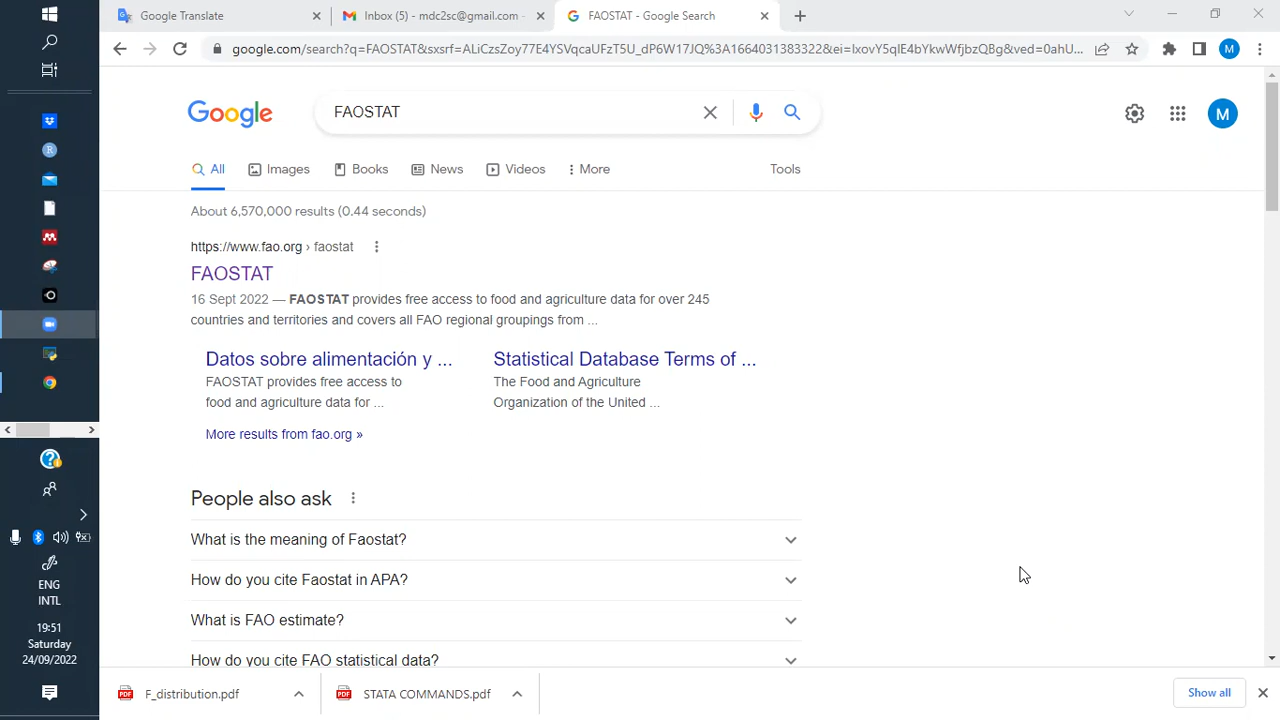 Google Translate
Inbox (5) - mdc2sc@gmail.com -
FAOSTAT - Google Search
google.com/search?q=FAOSTAT&sxsrf=ALiCzsZoy77E4YSVqcaUFzT5U_dP6W17JQ%3A1664031383322&ei=lxovY5qIE4bYkwWfjbzQBg&ved=0ahU...
M
Google
FAOSTAT
M
All
Images
Books
News
Videos
More
Tools
About 6,570,000 results (0.44 seconds)
https://www.fao.org › faostat
FAOSTAT
16 Sept 2022 — FAOSTAT provides free access to food and agriculture data for over 245
countries and territories and covers all FAO regional groupings from ...
Datos sobre alimentación y ...
FAOSTAT provides free access to
food and agriculture data for ...
Statistical Database Terms of ...
The Food and Agriculture
Organization of the United ...
More results from fao.org »
People also ask
What is the meaning of Faostat?
How do you cite Faostat in APA?
What is FAO estimate?
How do you cite FAO statistical data?
ENG
INTL
19:51
Saturday
24/09/2022
F_distribution.pdf
STATA COMMANDS.pdf
Show all